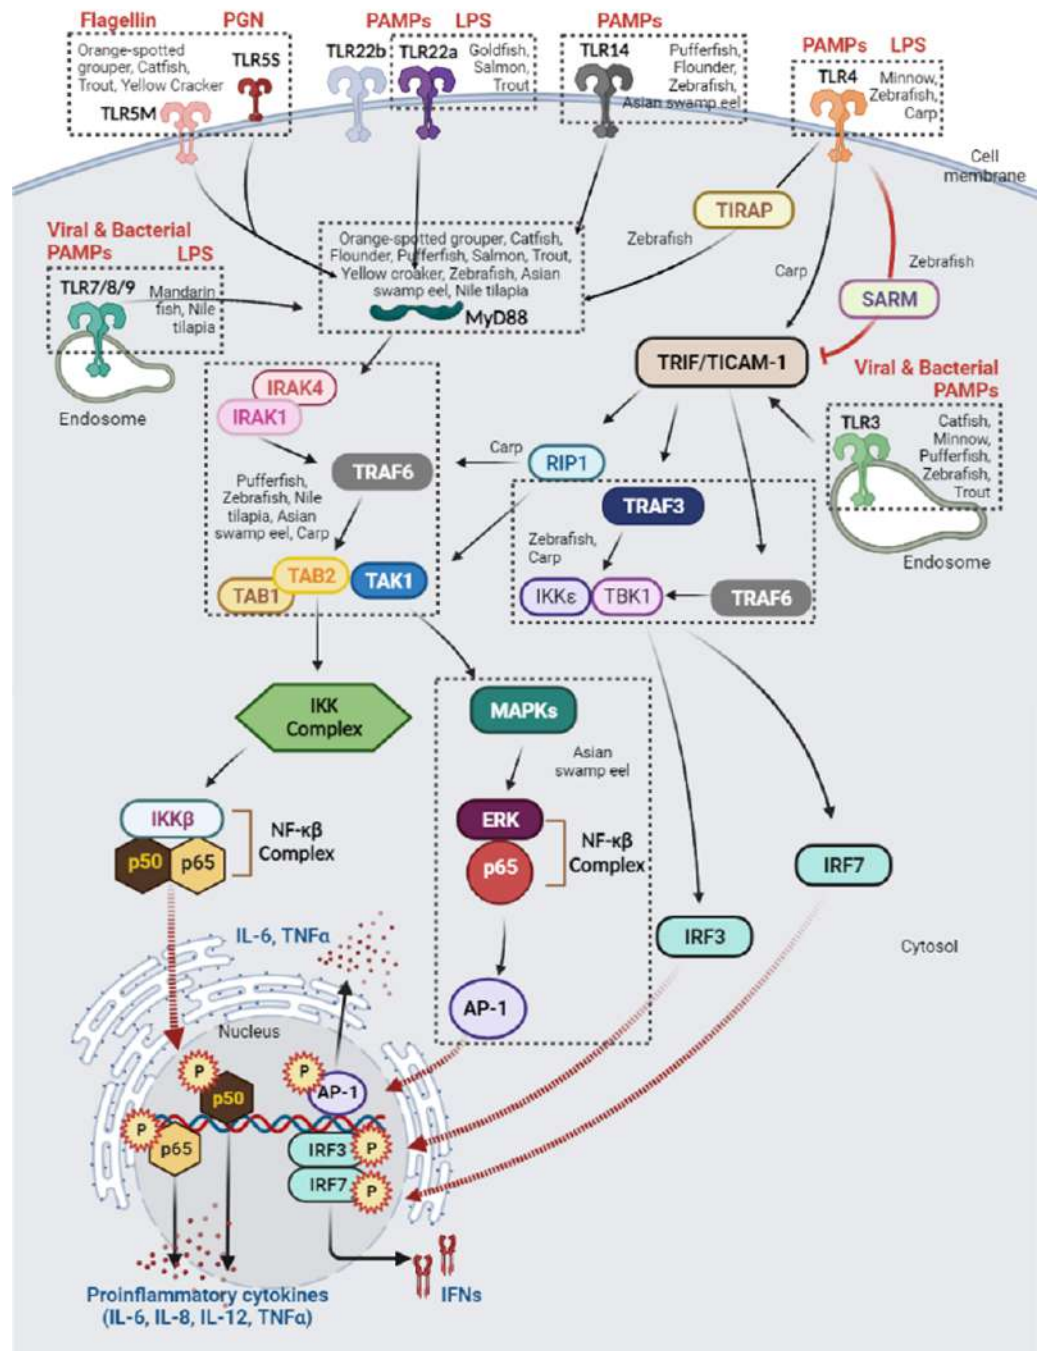 Flagellin
PGN
PAMPs
LPS
PAMPs
PAMPs
LPS
Orange-spotted
grouper, Catfish,
Trout, Yellow Cracker
TLR5S
TLR5M
TLR22b
TLR22a
Goldfish,
Salmon,
Trout
TLR14
Pufferfish,
Flounder,
Zebrafish,
Asian swamp eel
TLR4
Minnow,
Zebrafish,
Carp
Cell
membrane
TIRAP
Zebrafish
Carp
Zebrafish
SARM
Viral & Bacterial
PAMPs
LPS
TLR7/8/9
Mandarin
fish, Nile
tilapia
Endosome
Orange-spotted grouper, Catfish,
Flounder, Pufferfish, Salmon, Trout,
Yellow croaker, Zebrafish, Asian
swamp eel, Nile tilapia
MyD88
TRIF/TICAM-1
Viral & Bacterial
PAMPs
TLR3
Catfish,
Minnow,
Pufferfish,
Zebrafish,
Trout
Endosome
IRAK4
IRAK1
TRAF6
Pufferfish,
Zebrafish, Nile
tilapia, Asian
swamp eel, Carp
TAB2
TAB1
TAK1
Carp
RIP1
TRAF3
Zebrafish,
Carp
IKKε
TBK1
TRAF6
IKK
Complex
MAPKs
Asian
swamp eel
IKKβ
p50
p65
NF-κβ
Complex
ERK
p65
NF-κβ
Complex
IRF7
IRF3
Cytosol
AP-1
IL-6, TNFα
Nucleus
P
p50
P
AP-1
P
p65
IRF3
P
IRF7
P
IFNs
Proinflammatory cytokines
(IL-6, IL-8, IL-12, TNFα)